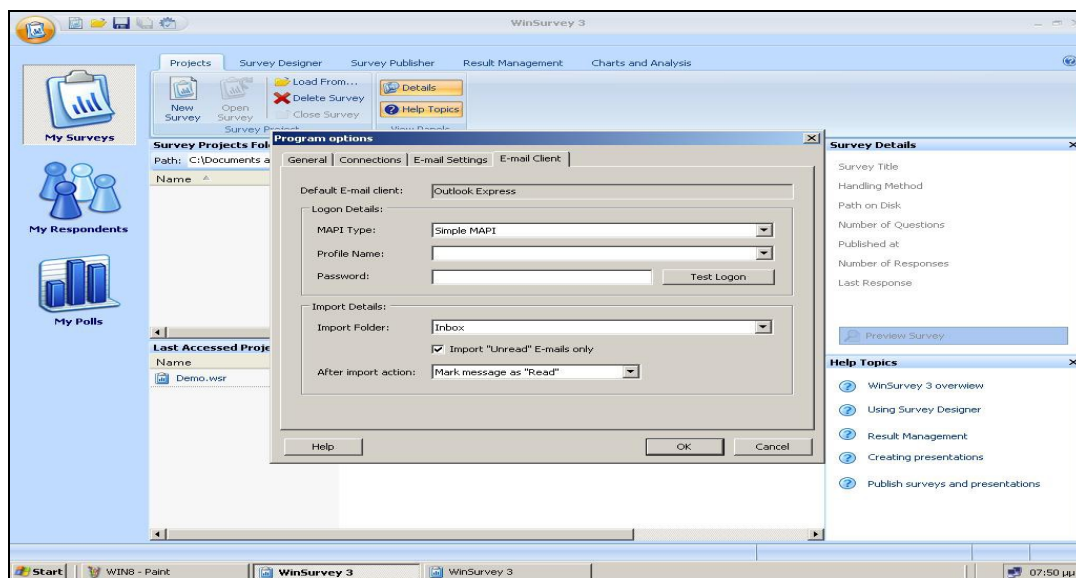 WinSurvey 3
Projects Survey Designer Survey Publisher Result Management Charts and Analysis
New Survey
Open Survey
Load From...
Delete Survey
Close Survey
Details
Help Topics
Survey Project
View Panels
My Surveys
My Respondents
My Polls
Survey Projects Fol
Path: C:\Documents a
Name
Last Accessed Proje
Name
Demo.wsr
Program options
General Connections E-mail Settings E-mail Client
Default E-mail client: Outlook Express
Logon Details:
MAPI Type: Simple MAPI
Profile Name:
Password: Test Logon
Import Details:
Import Folder: Inbox
Import "Unread" E-mails only
After import action: Mark message as "Read"
Help OK Cancel
Survey Details
Survey Title
Handling Method
Path on Disk
Number of Questions
Published at
Number of Responses
Last Response
Preview Survey
Help Topics
WinSurvey 3 overwiew
Using Survey Designer
Result Management
Creating presentations
Publish surveys and presentations
Start WIN8 - Paint WinSurvey 3 WinSurvey 3 07:50 μμ